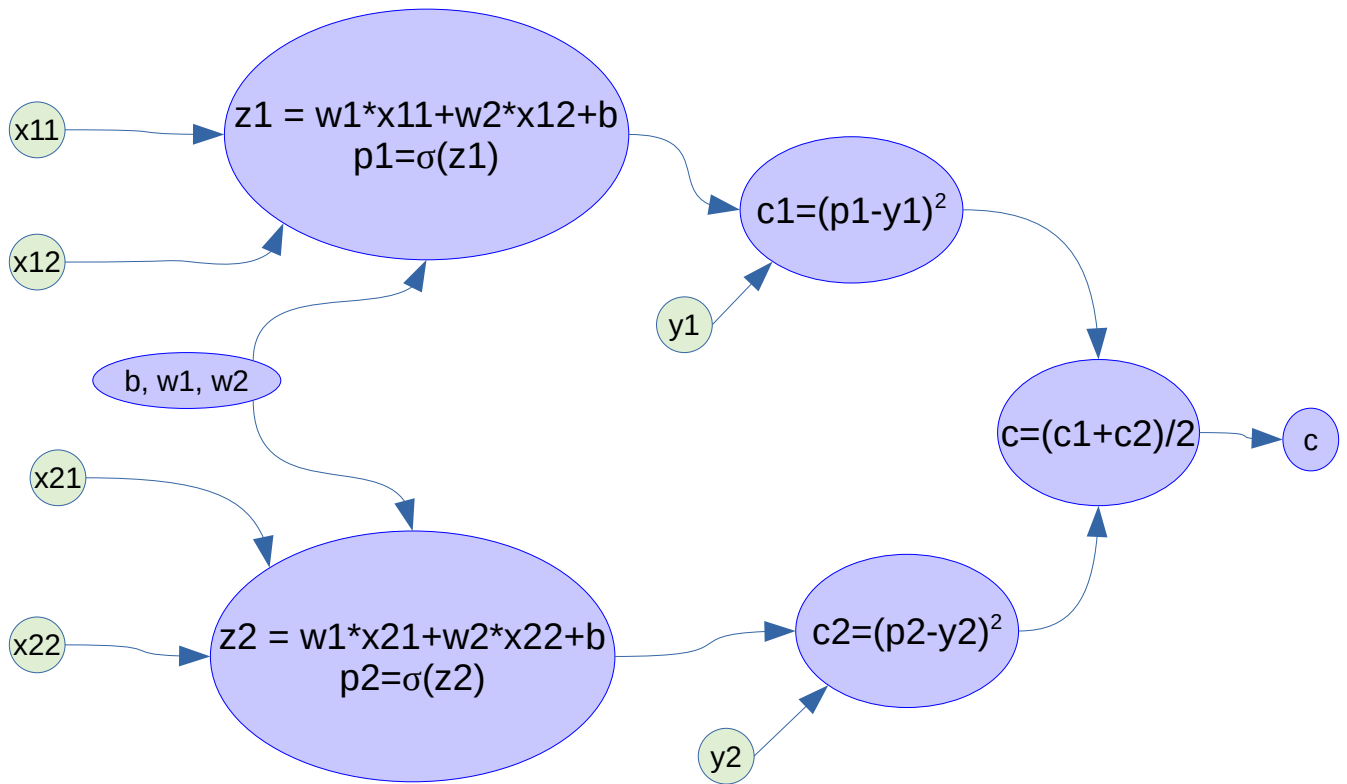 x11
z1 = w1*x11+w2*x12+b
p1=σ(z1)
x12
c1=(p1-y1)²
y1
b, w1, w2
c=(c1+c2)/2
c
x21
x22
z2 = w1*x21+w2*x22+b
p2=σ(z2)
c2=(p2-y2)²
y2